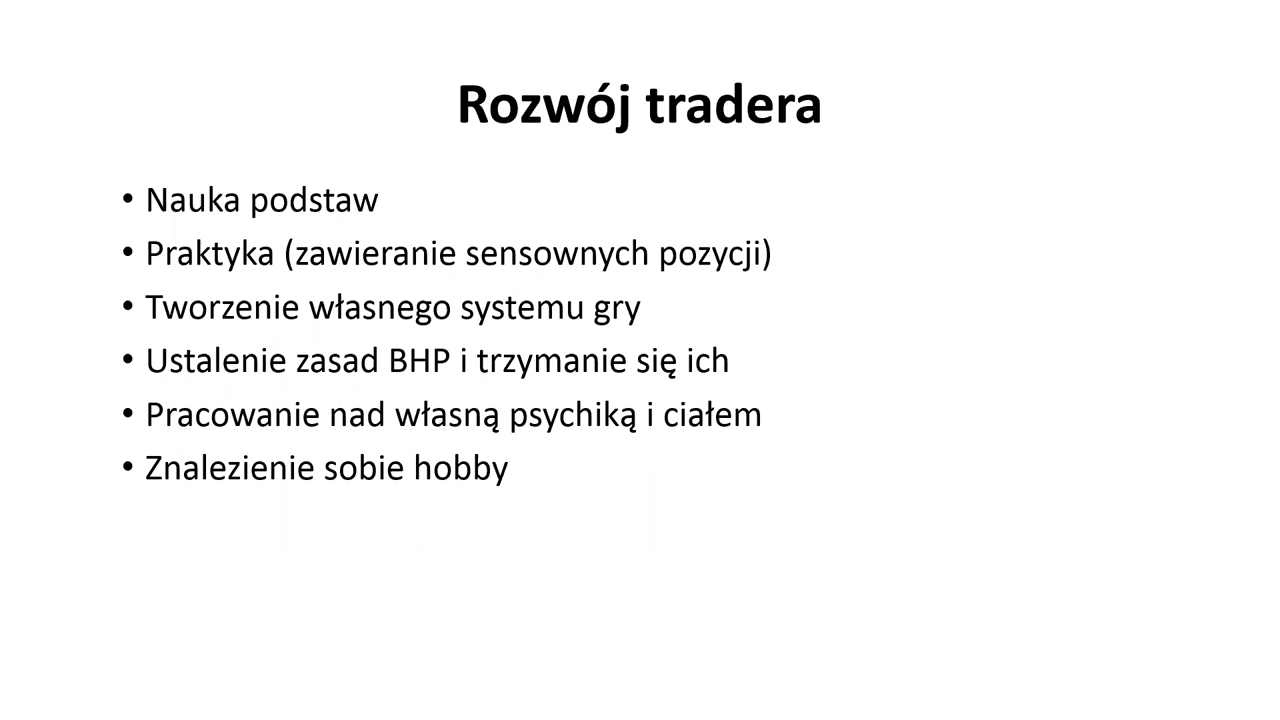 Rozwój tradera
• Nauka podstaw
• Praktyka (zawieranie sensownych pozycji)
• Tworzenie własnego systemu gry
• Ustalenie zasad BHP i trzymanie się ich
• Pracowanie nad własną psychiką i ciałem
• Znalezienie sobie hobby